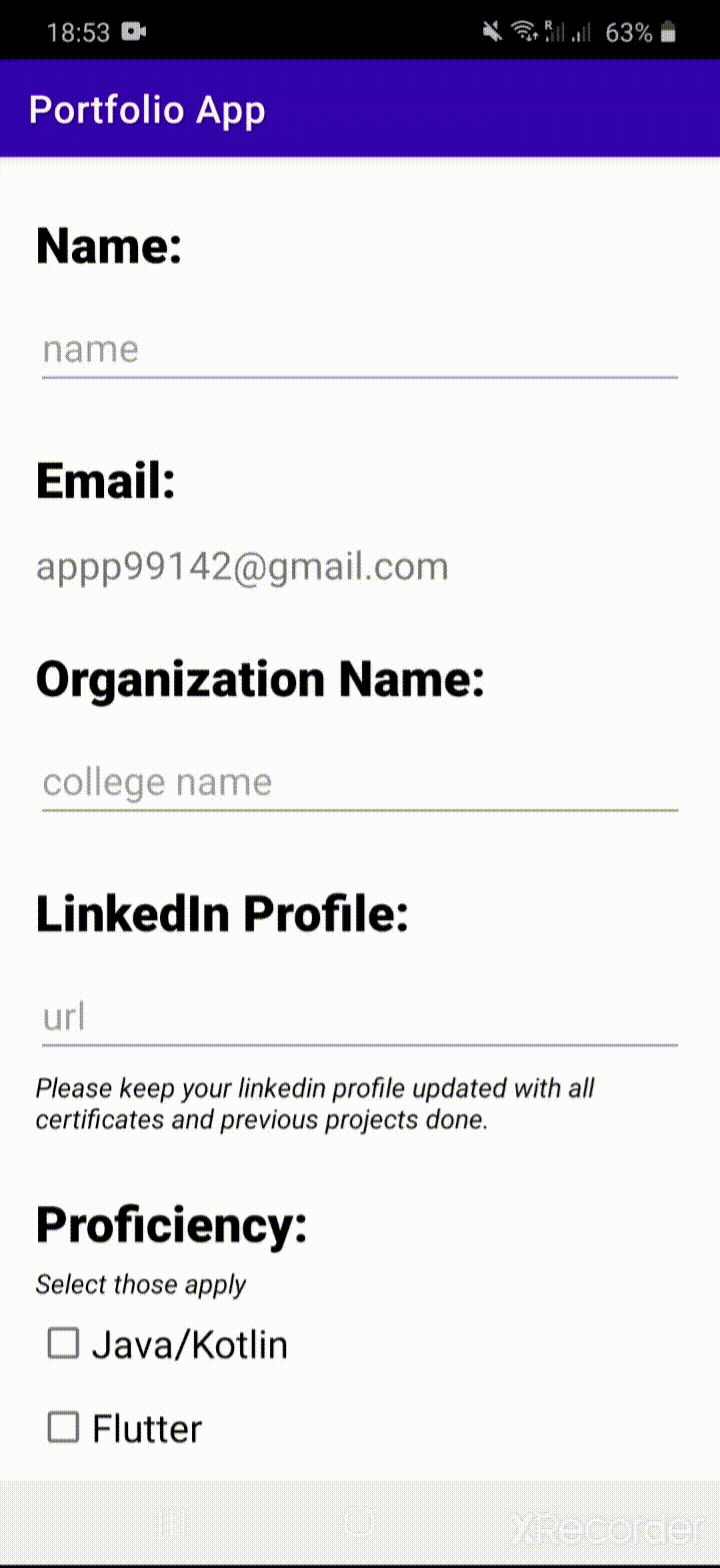 18:53 R 63%
Portfolio App
Name:
name
Email:
appp99142@gmail.com
Organization Name:
college name
LinkedIn Profile:
url
Please keep your linkedin profile updated with all
certificates and previous projects done.
Proficiency:
Select those apply
Java/Kotlin
Flutter
XRecorder